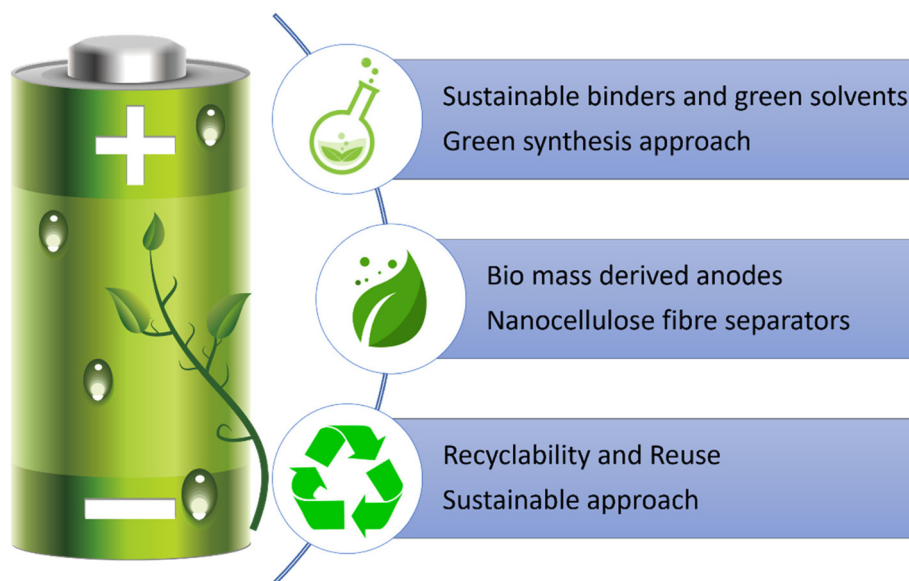 Sustainable binders and green solvents
Green synthesis approach
Bio mass derived anodes
Nanocellulose fibre separators
Recyclability and Reuse
Sustainable approach